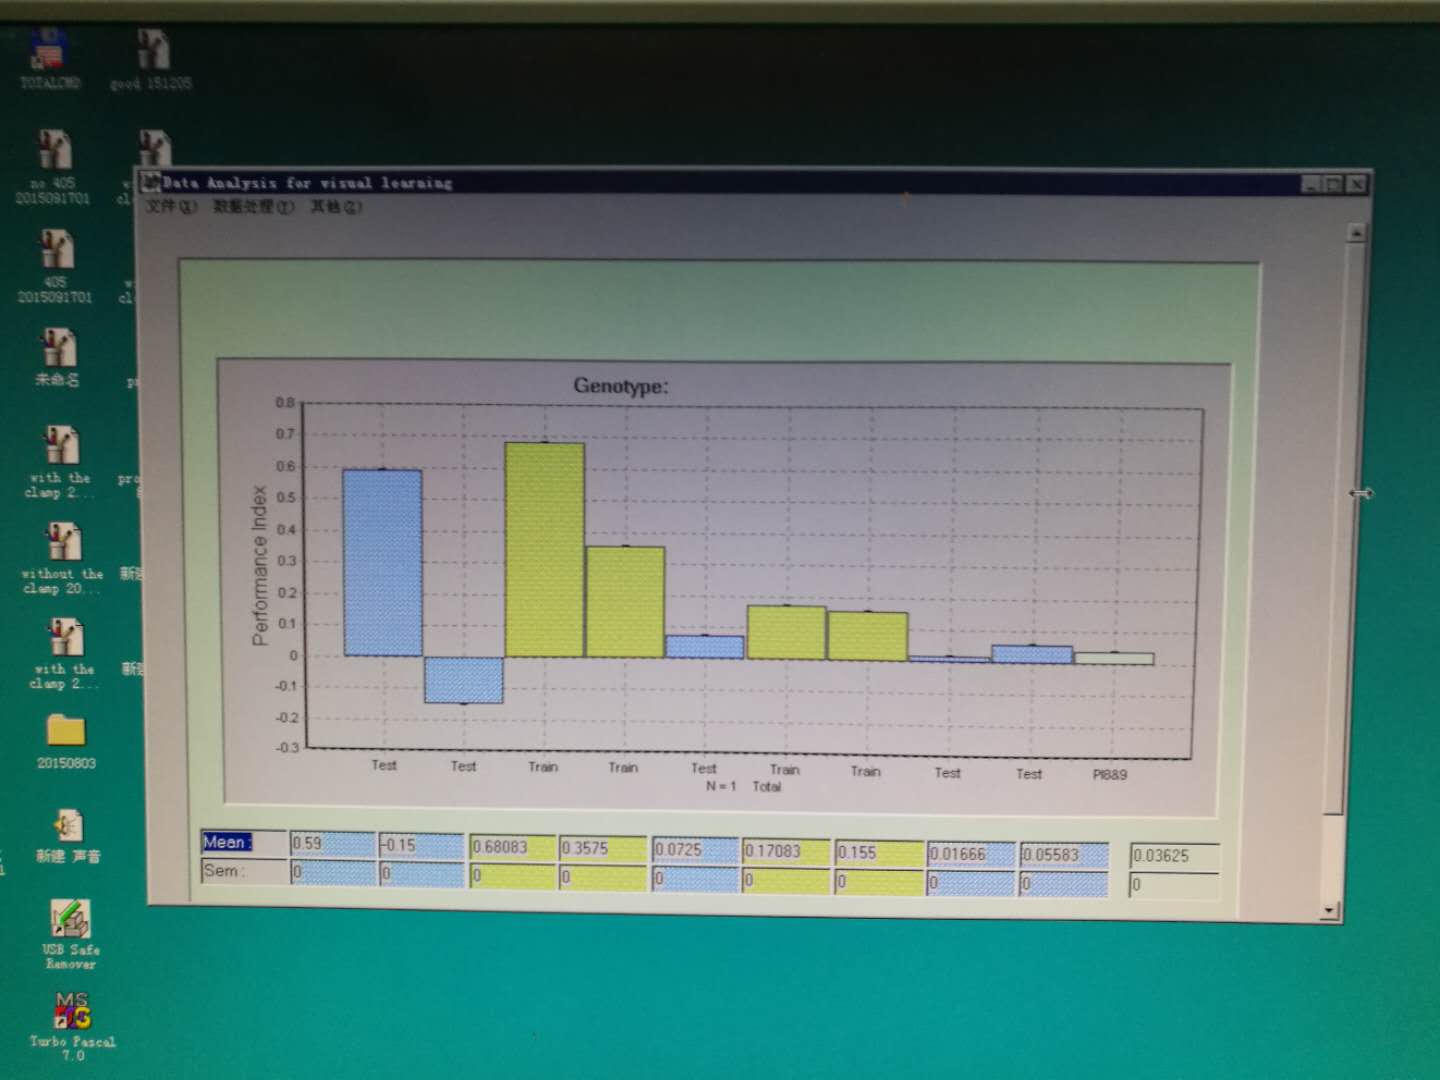 TOTALCMD
good 151205
no 405
2015091701
405
2015091701
未命名
with the
clamp 2...
without the
clamp 20...
with the
clamp 2...
20150803
新建 声音
USB Safe
Remover
MS
Turbo Pascal
7.0
Data Analysis for visual learning
文件(X) 数据处理(Y) 其他(Z)
Genotype:
Performance Index
0.8
0.7
0.6
0.5
0.4
0.3
0.2
0.1
0
-0.1
-0.2
-0.3
Test Test Train Train Test Train Train Test Test PI8&9
N = 1 Total
Mean: 0.59 -0.15 0.68083 0.3575 0.0725 0.17083 0.155 0.01666 0.05583 0.03625
Sem: 0 0 0 0 0 0 0 0 0 0